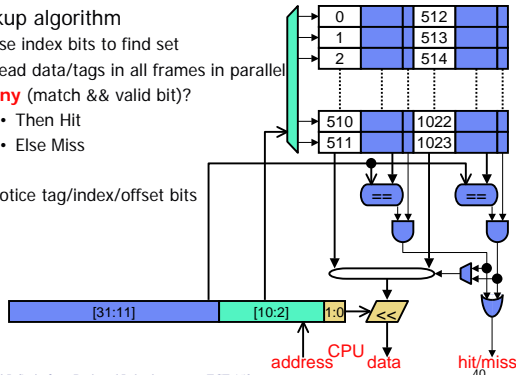 kup algorithm
se index bits to find set
ead data/tags in all frames in parallel
ny (match && valid bit)?
• Then Hit
• Else Miss
otice tag/index/offset bits
0 512
1 513
2 514
510 1022
511 1023
== ==
[31:11] [10:2] 1:0 <<
address CPU data hit/miss